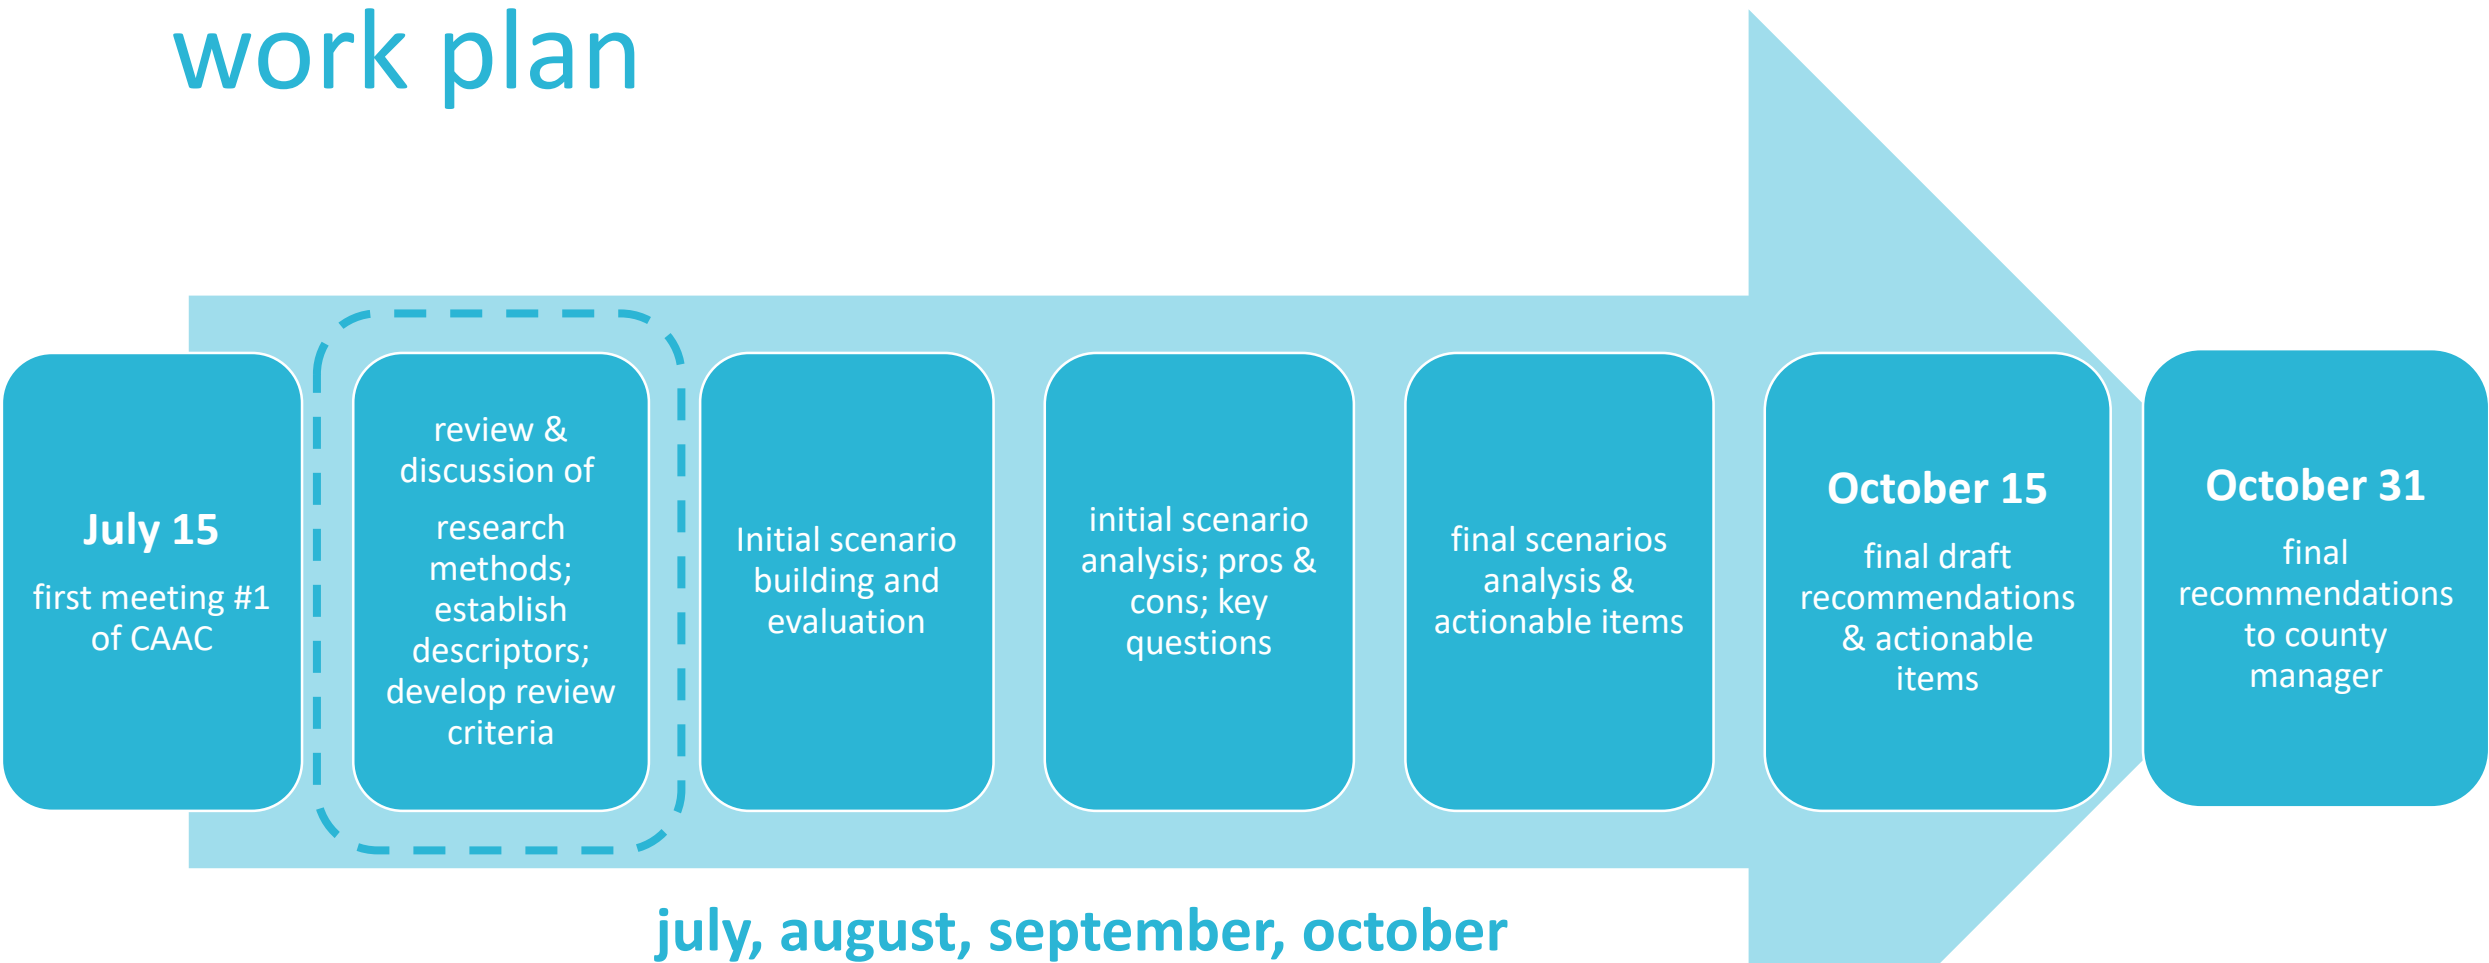 work plan
July 15
first meeting #1
of CAAC
review &
discussion of
research
methods;
establish
descriptors;
develop review
criteria
Initial scenario
building and
evaluation
initial scenario
analysis; pros &
cons; key
questions
final scenarios
analysis &
actionable items
October 15
final draft
recommendations
& actionable
items
October 31
final
recommendations
to county
manager
july, august, september, october